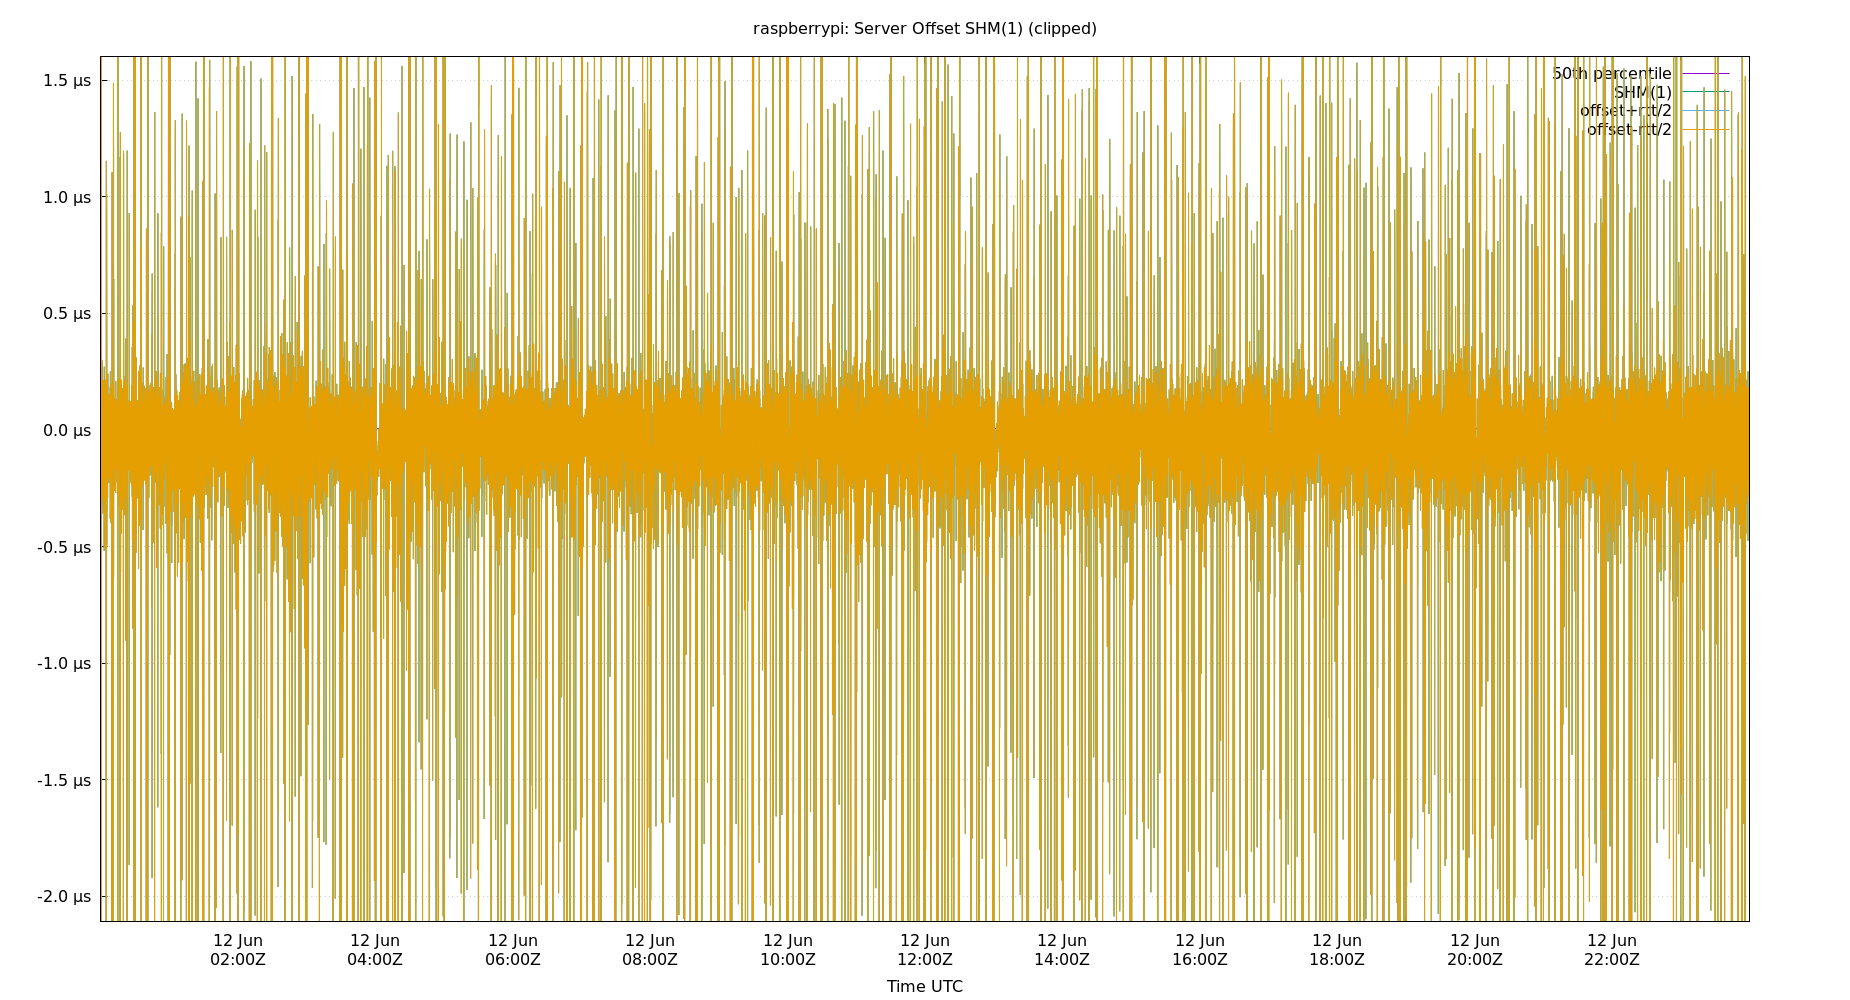 raspberrypi: Server Offset SHM(1) (clipped)
1.5 µs
1.0 µs
0.5 µs
0.0 µs
-0.5 µs
-1.0 µs
-1.5 µs
-2.0 µs
50th percentile
SHM(1)
offset+rtt/2
offset-rtt/2
12 Jun 12 Jun 12 Jun 12 Jun 12 Jun 12 Jun 12 Jun 12 Jun 12 Jun 12 Jun 12 Jun
02:00Z 04:00Z 06:00Z 08:00Z 10:00Z 12:00Z 14:00Z 16:00Z 18:00Z 20:00Z 22:00Z
Time UTC